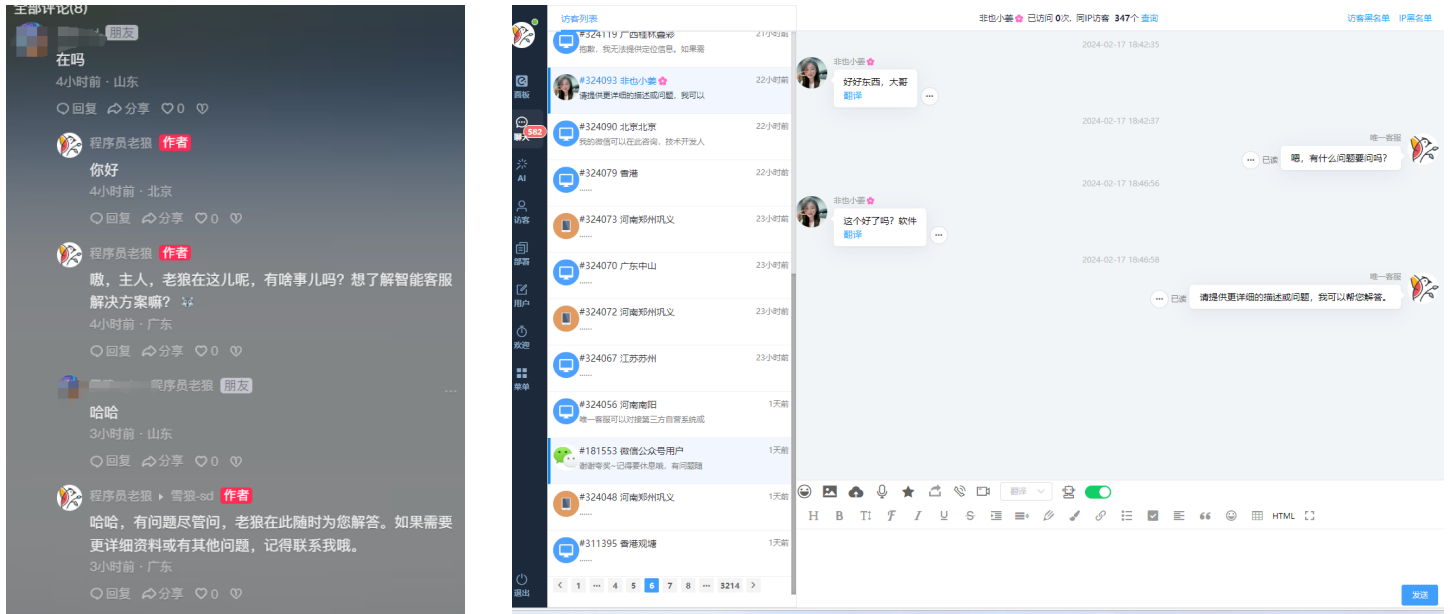 全部评论(8)
朋友
在吗
4小时前 · 山东
回复 分享 0
程序员老狼 作者
你好
4小时前 · 北京
回复 分享 0
程序员老狼 作者
嗷，主人，老狼在这儿呢，有啥事儿吗？想了解智能客服
解决方案嘛？
4小时前 · 广东
回复 分享 0
程序员老狼 朋友
哈哈
3小时前 · 山东
回复 分享 0
程序员老狼 雪狼-sd 作者
哈哈，有问题尽管问，老狼在此随时为您解答。如果需要
更详细资料或有其他问题，记得联系我哦。
3小时前 · 广东
回复 分享 0
面板
聊天
582
AI
访客
部署
用户
欢迎
菜单
退出
访客列表
#324119 广西桂林叠彩 21小时前
抱歉，我无法提供定位信息。如果需
#324093 非也小姜🌸 22小时前
请提供更详细的描述或问题，我可以
#324090 北京北京 22小时前
我的微信可以在此咨询，技术开发人
#324079 香港 22小时前
......
#324073 河南郑州巩义 23小时前
......
#324070 广东中山 23小时前
......
#324072 河南郑州巩义 23小时前
......
#324067 江苏苏州 23小时前
......
#324056 河南南阳 1天前
唯一客服可以对接第三方自营系统或
#181553 微信公众号用户 1天前
谢谢夸奖~记得要休息哦，有问题随
#324048 河南郑州巩义 1天前
......
#311395 香港观塘 1天前
......
1 ··· 4 5 6 7 8 ··· 3214
非也小姜🌸 已访问 0次, 同IP访客 347个 查询
访客黑名单 IP黑名单
2024-02-17 18:42:35
非也小姜🌸
好好东西，大哥
翻译
2024-02-17 18:42:37
唯一客服
已读 嗯，有什么问题要问吗？
2024-02-17 18:46:56
非也小姜🌸
这个好了吗？软件
翻译
2024-02-17 18:46:58
唯一客服
已读 请提供更详细的描述或问题，我可以帮您解答。
翻译
HTML
发送